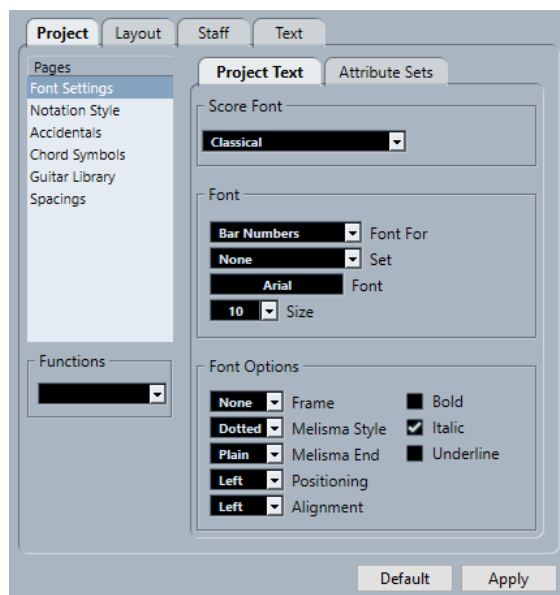 Project Layout Staff Text
Pages
Font Settings
Notation Style
Accidentals
Chord Symbols
Guitar Library
Spacings
Functions
Project Text Attribute Sets
Score Font
Classical
Font
Bar Numbers Font For
None Set
Arial Font
10 Size
Font Options
None Frame Bold
Dotted Melisma Style Italic
Plain Melisma End Underline
Left Positioning
Left Alignment
Default Apply